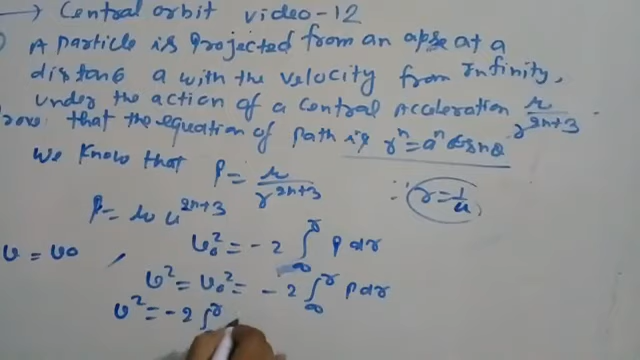 → Central orbit video-12
A particle is projected from an apse at a
distance a with the velocity from infinity,
under the action of a central acceleration μ/r^(2n+3)
that the equation of path is r^n = a^n cos nθ
we know that
P = μ/r^(2n+3)
P = μ u^(2n+3) ∵ r = 1/u
v = v₀ , v₀² = -2 ∫_∞^r P dr
v² = v₀² = -2 ∫_∞^r P dr
v² = -2 ∫^r